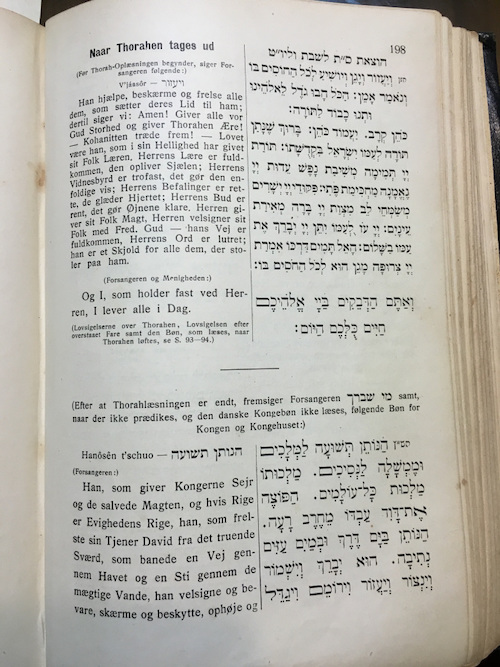 198
Naar Thorahen tages ud
(Før Thorah-Oplæsningen begynder, siger For-
sangeren følgende:)
V'jáasôr — ויעזור
Han hjælpe, beskærme og frelse alle
dem, som sætter deres Lid til ham;
dertil siger vi: Amen! Giver alle vor
Gud Storhed og giver Thorahen Ære!
— Kohanitten træde frem! — Lovet
være han, som i sin Hellighed har givet
sit Folk Læren. Herrens Lære er fuld-
kommen, den opliver Sjælen; Herrens
Vidnesbyrd er trofast, det gør den en-
foldige vis; Herrens Befalinger er ret-
te, de glæder Hjertet; Herrens Bud er
rent, det gør Øjnene klare. Herren gi-
ver sit Folk Magt, Herren velsigner sit
Folk med Fred. Gud — hans Vej er
fuldkommen, Herrens Ord er lutret;
han er et Skjold for alle dem, der sto-
ler paa ham.
(Forsangeren og Menigheden:)
Og I, som holder fast ved Her-
ren, I lever alle i Dag.
(Lovsigelserne over Thorahen, Lovsigelsen efter
overstaaet Fare samt den Bøn, som læses, naar
Thorahen løftes, se S. 93—94.)
הוצאת ס״ת לשבת ולוי״ט
חזן וְיַעֲזוֹר וְיָגֵן וְיוֹשִׁיעַ לְכֹל הַחוֹסִים בּוֹ
וְנֹאמַר אָמֵן: הַכֹּל הָבוּ גֹדֶל לֵאלֹהֵינוּ
וּתְנוּ כָבוֹד לַתּוֹרָה:
כֹּהֵן קְרָב. יַעֲמוֹד כֹּהֵן: בָּרוּךְ שֶׁנָּתַן
תּוֹרָה לְעַמּוֹ יִשְׂרָאֵל בִּקְדֻשָּׁתוֹ: תּוֹרַת
יְיָ תְּמִימָה מְשִׁיבַת נָפֶשׁ עֵדוּת יְיָ
נֶאֱמָנָה מַחְכִּימַת פֶּתִי: פִּקּוּדֵי יְיָ יְשָׁרִים
מְשַׂמְּחֵי לֵב מִצְוַת יְיָ בָּרָה מְאִירַת
עֵינָיִם: יְיָ עֹז לְעַמּוֹ יִתֵּן יְיָ יְבָרֵךְ אֶת
עַמּוֹ בַשָּׁלוֹם: הָאֵל תָּמִים דַּרְכּוֹ אִמְרַת
יְיָ צְרוּפָה מָגֵן הוּא לְכֹל הַחֹסִים בּוֹ:
וְאַתֶּם הַדְּבֵקִים בַּייָ אֱלֹהֵיכֶם
חַיִּים כֻּלְּכֶם הַיּוֹם:
(Efter at Thorahlæsningen er endt, fremsiger Forsangeren מי שברך samt,
naar der ikke prædikes, og den danske Kongebøn ikke læses, følgende Bøn for
Kongen og Kongehuset:)
Hanôsên t'schuo — הנותן תשועה
(Forsangeren:)
Han, som giver Kongerne Sejr
og de salvede Magten, og hvis Rige
er Evighedens Rige, han, som frel-
ste sin Tjener David fra det truende
Sværd, som banede en Vej gen-
nem Havet og en Sti gennem de
mægtige Vande, han velsigne og be-
vare, skærme og beskytte, ophøje og
הַנּוֹתֵן תְּשׁוּעָה לַמְּלָכִים
וּמֶמְשָׁלָה לַנְּסִיכִים. מַלְכוּתוֹ
מַלְכוּת כָּל־עוֹלָמִים. הַפּוֹצֶה
אֶת־דָּוִד עַבְדּוֹ מֵחֶרֶב רָעָה.
הַנּוֹתֵן בַּיָּם דֶּרֶךְ וּבְמַיִם עַזִּים
נְתִיבָה. הוּא יְבָרֵךְ וְיִשְׁמוֹר
וְיִנְצוֹר וְיַעֲזוֹר וִירוֹמֵם וִיגַדֵּל